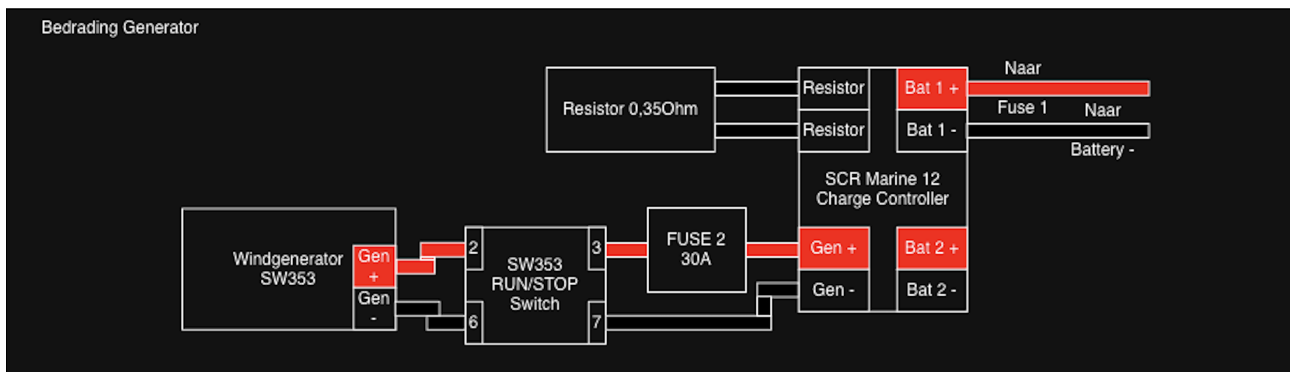 Bedrading Generator
Resistor 0,35Ohm
Resistor
Resistor
Bat 1 +
Bat 1 -
Naar
Fuse 1
Naar
Battery -
SCR Marine 12
Charge Controller
Windgenerator
SW353
Gen
+
Gen
-
2
3
SW353
RUN/STOP
Switch
6
7
FUSE 2
30A
Gen +
Bat 2 +
Gen -
Bat 2 -